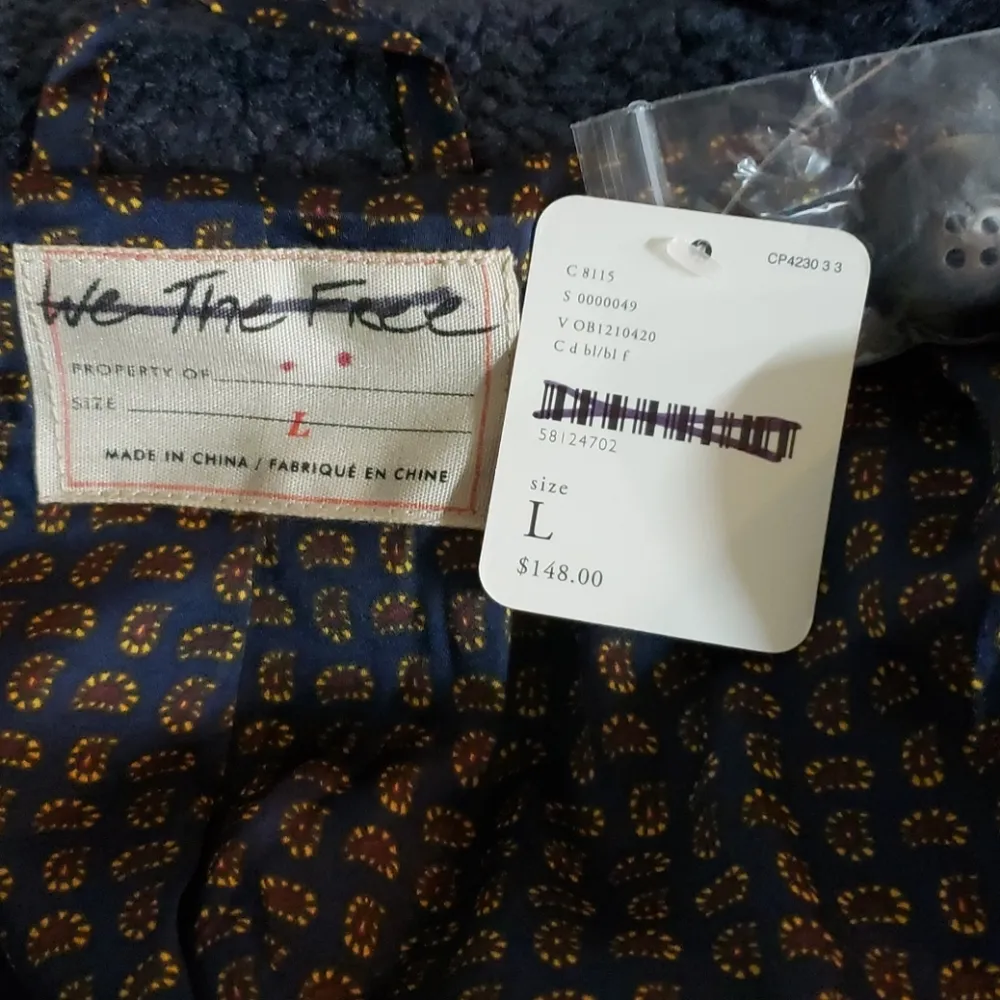 We The Free
PROPERTY OF
SIZE L
MADE IN CHINA / FABRIQUÉ EN CHINE
CP4230 3 3
C 8115
S 0000049
V OB1210420
C d bl/bl f
58124702
size
L
$148.00